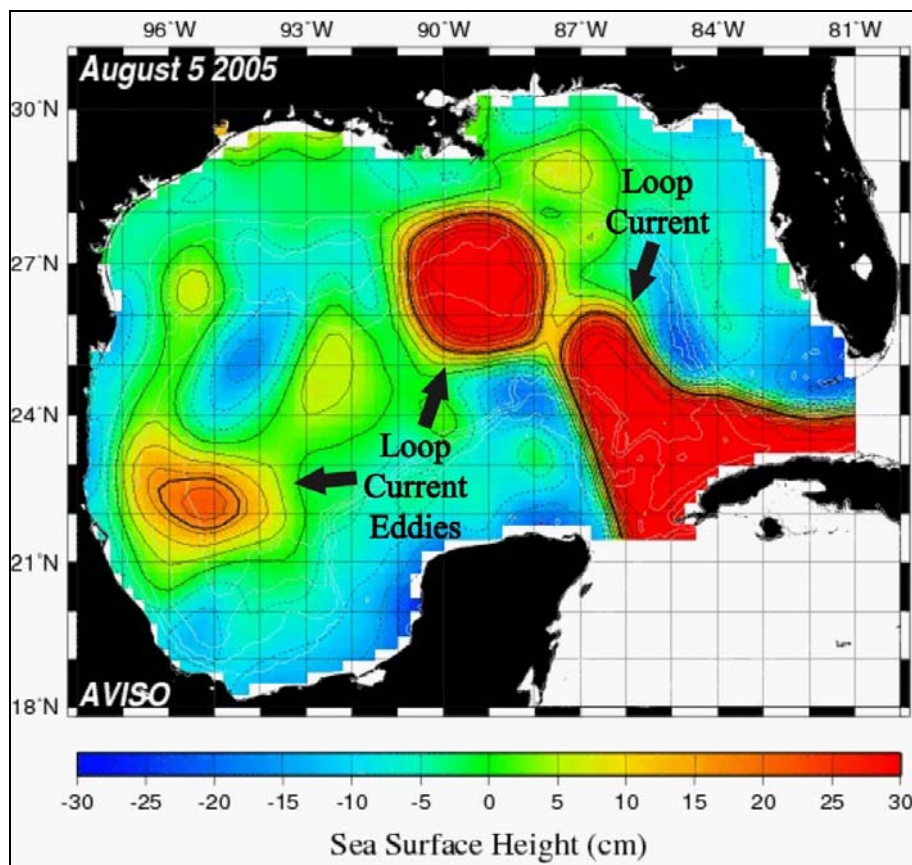 96°W 93°W 90°W 87°W 84°W 81°W
August 5 2005
30°N
27°N
24°N
21°N
18°N
Loop
Current
Loop
Current
Eddies
AVISO
-30 -25 -20 -15 -10 -5 0 5 10 15 20 25 30
Sea Surface Height (cm)